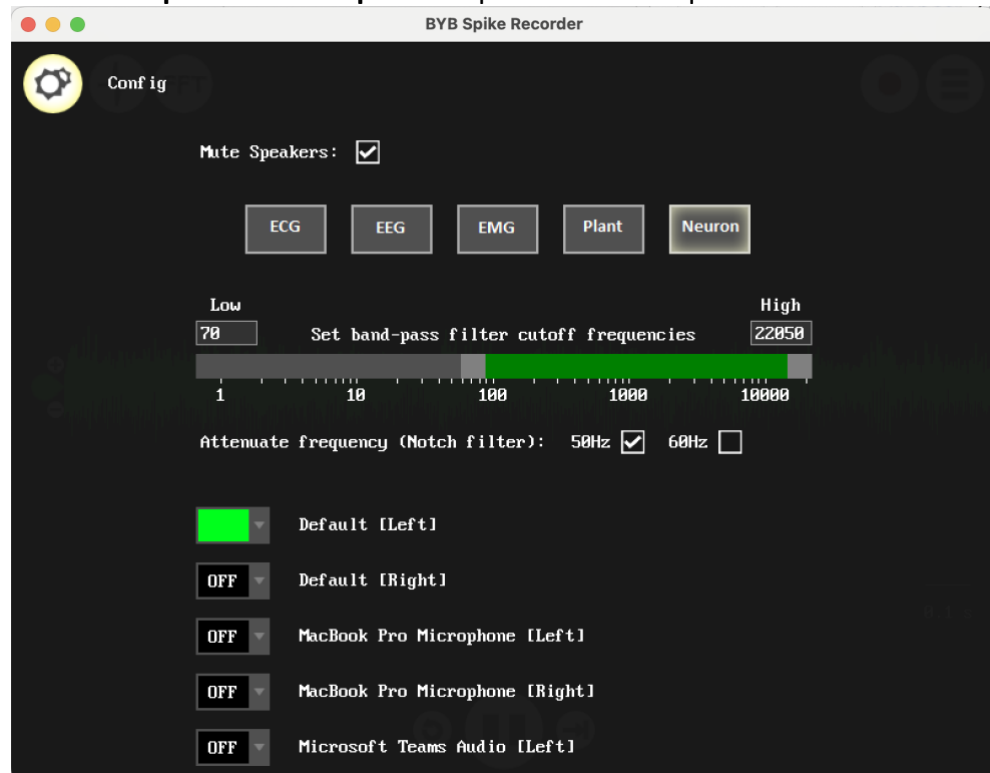 BYB Spike Recorder
Config
FFT
Mute Speakers:
ECG EEG EMG Plant Neuron
Low High
70 Set band-pass filter cutoff frequencies 22050
1 10 100 1000 10000
Attenuate frequency (Notch filter): 50Hz 60Hz
Default [Left]
OFF Default [Right]
OFF MacBook Pro Microphone [Left]
OFF MacBook Pro Microphone [Right]
OFF Microsoft Teams Audio [Left]